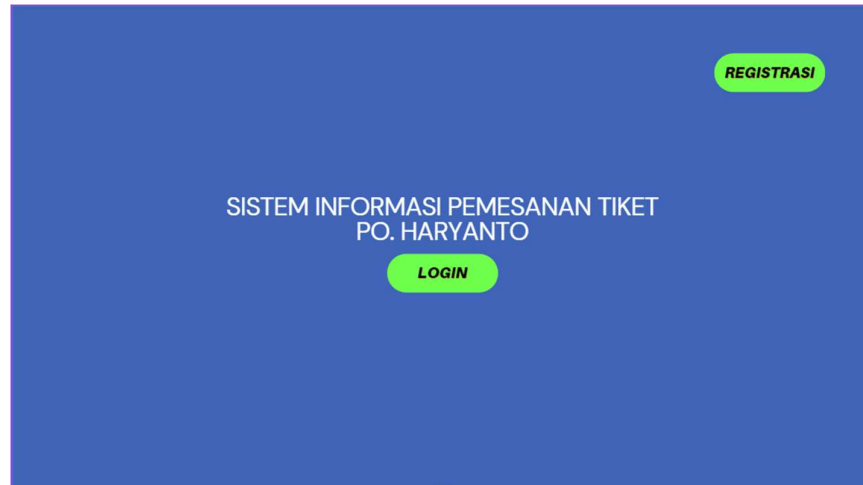 REGISTRASI
SISTEM INFORMASI PEMESANAN TIKET
PO. HARYANTO
LOGIN